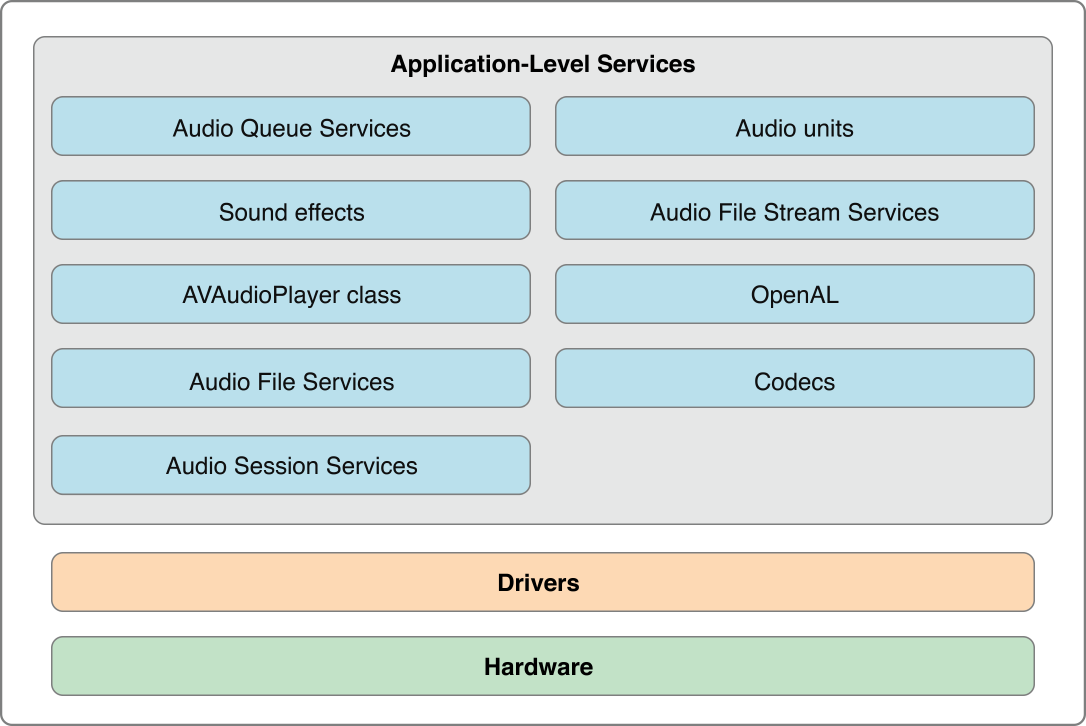 Application-Level Services
Audio Queue Services
Audio units
Sound effects
Audio File Stream Services
AVAudioPlayer class
OpenAL
Audio File Services
Codecs
Audio Session Services
Drivers
Hardware